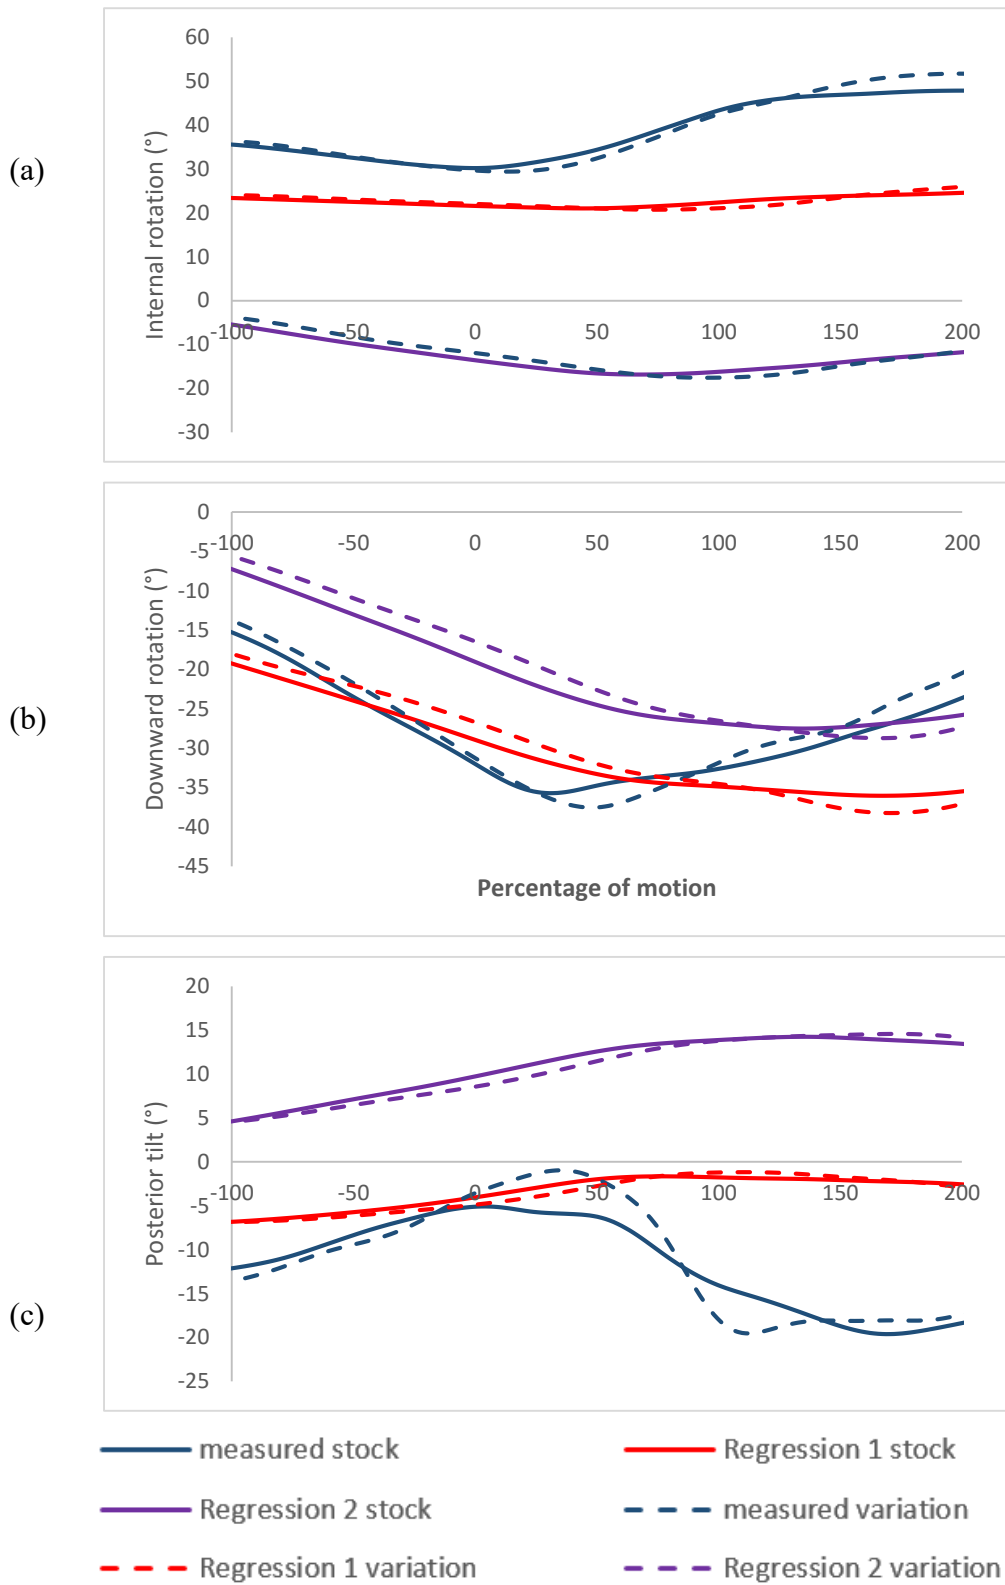 (a)
Internal rotation (°)
60
50
40
30
20
10
0
-10
-20
-30
-100 -50 0 50 100 150 200
(b)
Downward rotation (°)
0
-5
-10
-15
-20
-25
-30
-35
-40
-45
-100 -50 0 50 100 150 200
Percentage of motion
(c)
Posterior tilt (°)
20
15
10
5
0
-5
-10
-15
-20
-25
-100 -50 0 50 100 150 200
measured stock Regression 1 stock
Regression 2 stock measured variation
Regression 1 variation Regression 2 variation